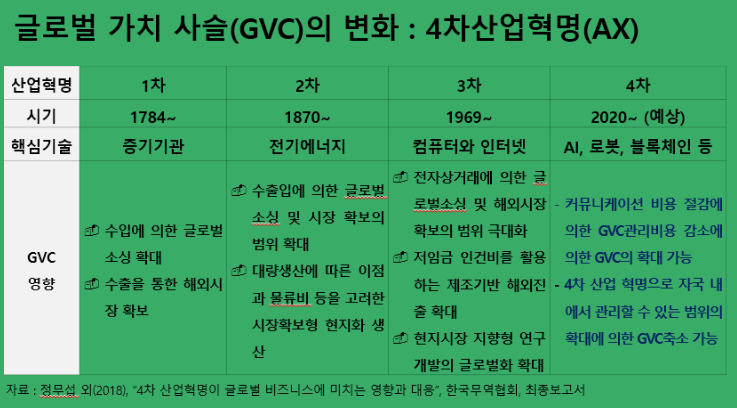 글로벌 가치 사슬(GVC)의 변화 : 4차산업혁명(AX)
산업혁명 1차 2차 3차 4차
시기 1784~ 1870~ 1969~ 2020~ (예상)
핵심기술 증기기관 전기에너지 컴퓨터와 인터넷 AI, 로봇, 블록체인 등
GVC
영향
수입에 의한 글로벌
소싱 확대
수출을 통한 해외시
장 확보
수출입에 의한 글로벌
소싱 및 시장 확보의
범위 확대
대량생산에 따른 이점
과 물류비 등을 고려한
시장확보형 현지화 생
산
전자상거래에 의한 글
로벌소싱 및 해외시장
확보의 범위 극대화
저임금 인건비를 활용
하는 제조기반 해외진
출 확대
현지시장 지향형 연구
개발의 글로벌화 확대
- 커뮤니케이션 비용 절감에
의한 GVC관리비용 감소에
의한 GVC의 확대 가능
- 4차 산업 혁명으로 자국 내
에서 관리할 수 있는 범위의
확대에 의한 GVC축소 가능
자료 : 정무섭 외(2018), “4차 산업혁명이 글로벌 비즈니스에 미치는 영향과 대응”, 한국무역협회, 최종보고서